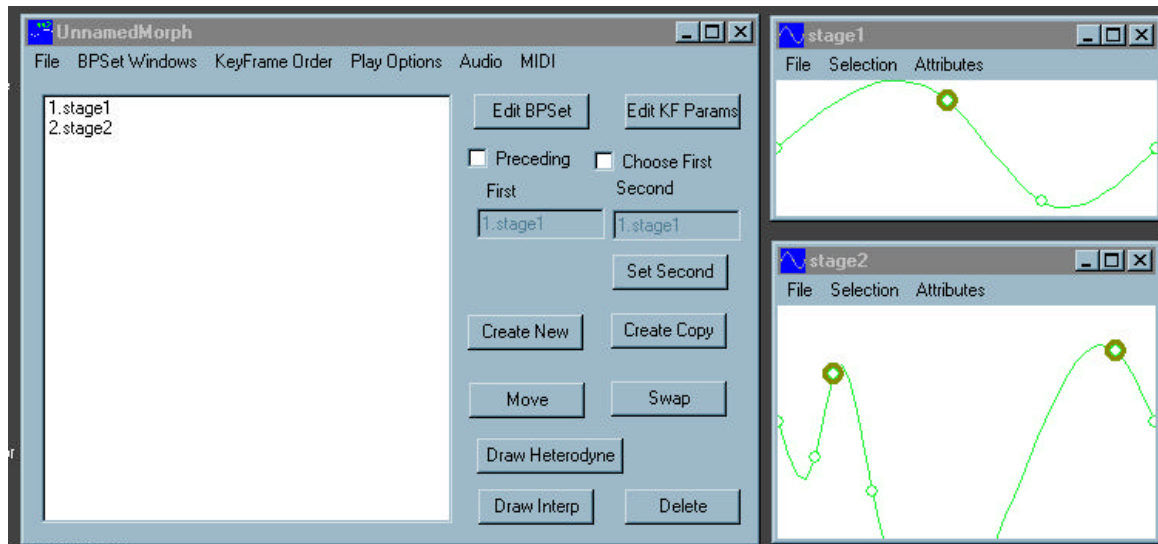 UnnamedMorph
File BPSet Windows KeyFrame Order Play Options Audio MIDI
1.stage1
2.stage2
Edit BPSet Edit KF Params
Preceding Choose First
First Second
1.stage1 1.stage1
Set Second
Create New Create Copy
Move Swap
Draw Heterodyne
Draw Interp Delete
stage1
File Selection Attributes
stage2
File Selection Attributes